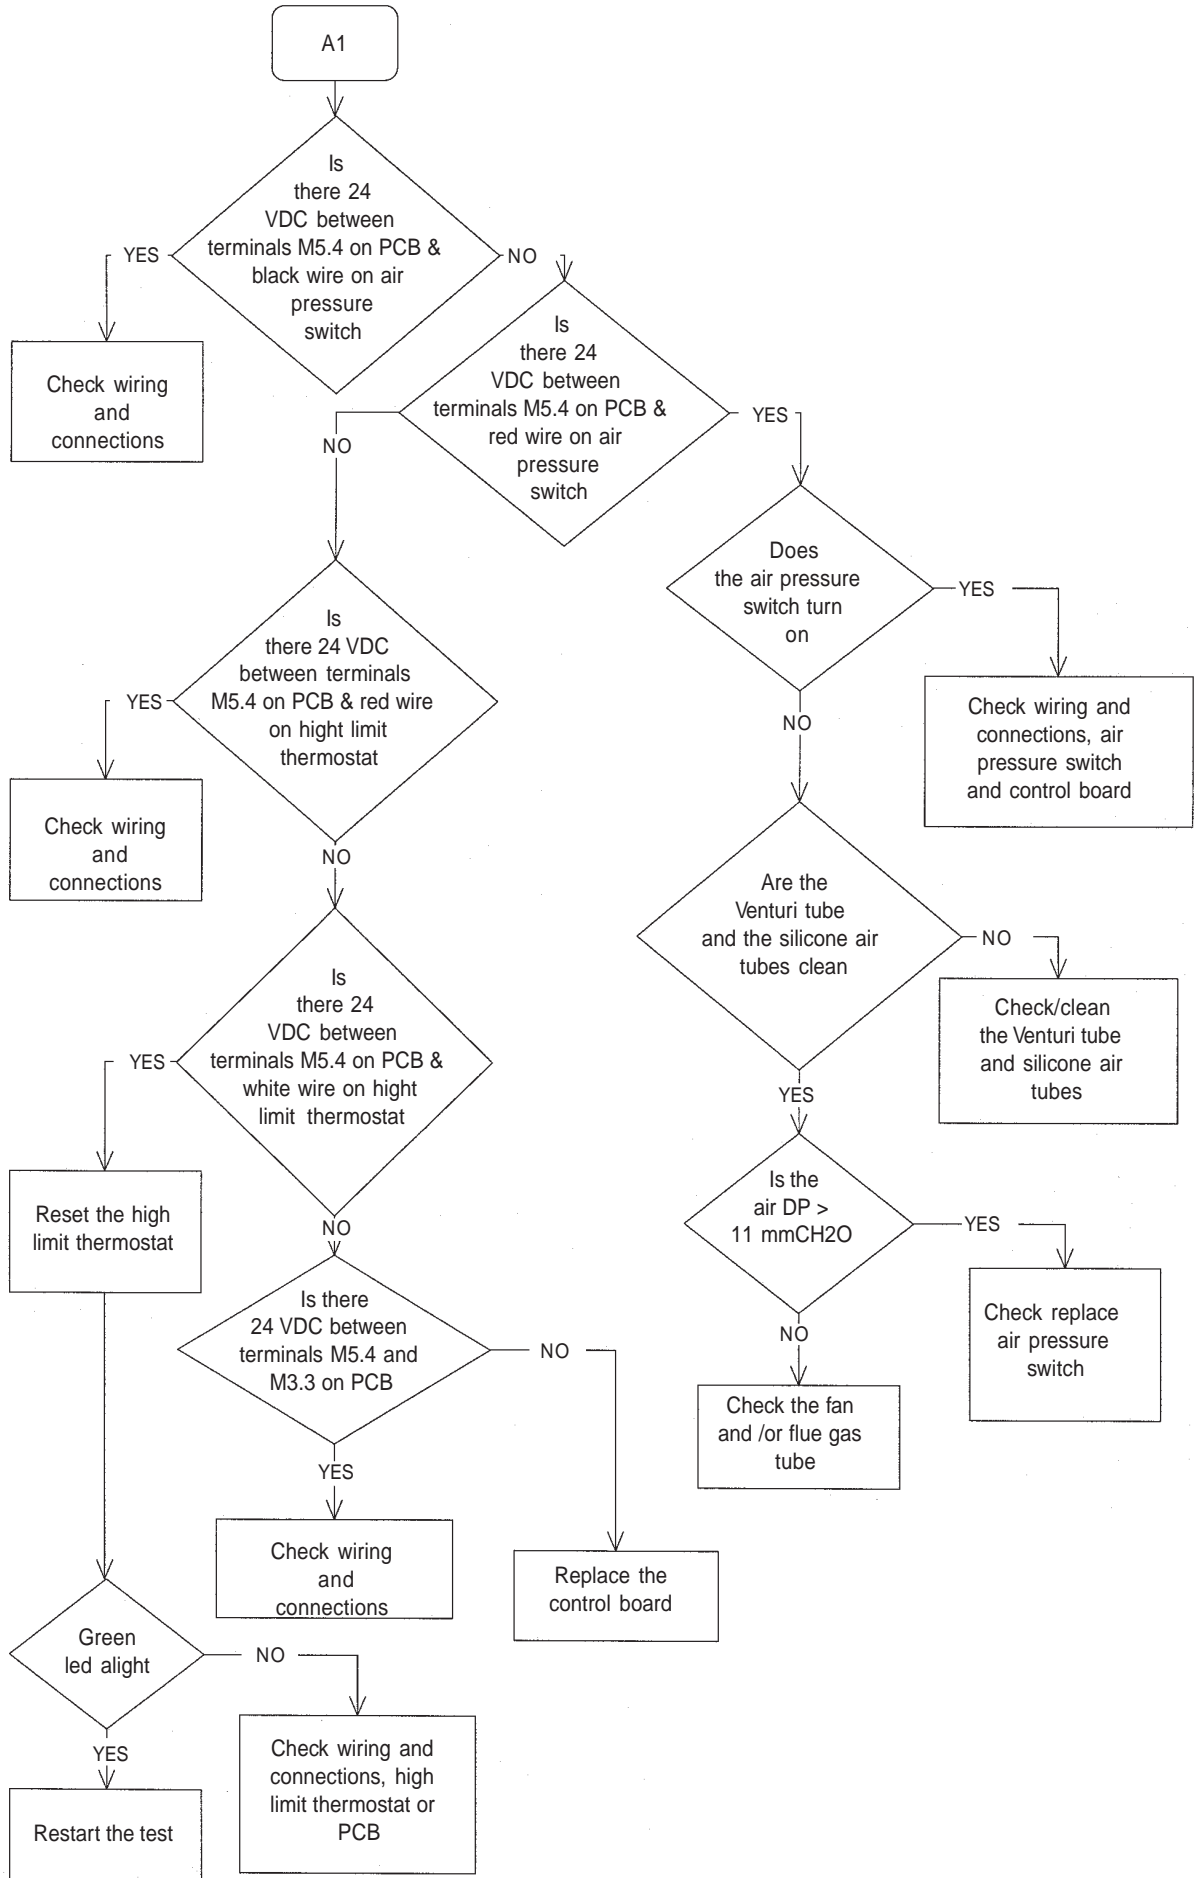 A1
Is
there 24
VDC between
terminals M5.4 on PCB &
black wire on air
pressure
switch
YES
NO
Check wiring
and
connections
Is
there 24
VDC between
terminals M5.4 on PCB &
red wire on air
pressure
switch
NO
YES
Does
the air pressure
switch turn
on
YES
NO
Check wiring and
connections, air
pressure switch
and control board
Is
there 24 VDC
between terminals
M5.4 on PCB & red wire
on hight limit
thermostat
YES
NO
Check wiring
and
connections
Are the
Venturi tube
and the silicone air
tubes clean
NO
YES
Check/clean
the Venturi tube
and silicone air
tubes
Is
there 24
VDC between
terminals M5.4 on PCB &
white wire on hight
limit thermostat
YES
NO
Reset the high
limit thermostat
Is the
air DP >
11 mmCH2O
YES
NO
Check replace
air pressure
switch
Check the fan
and /or flue gas
tube
Is there
24 VDC between
terminals M5.4 and
M3.3 on PCB
NO
YES
Check wiring
and
connections
Replace the
control board
Green
led alight
NO
YES
Check wiring and
connections, high
limit thermostat or
PCB
Restart the test